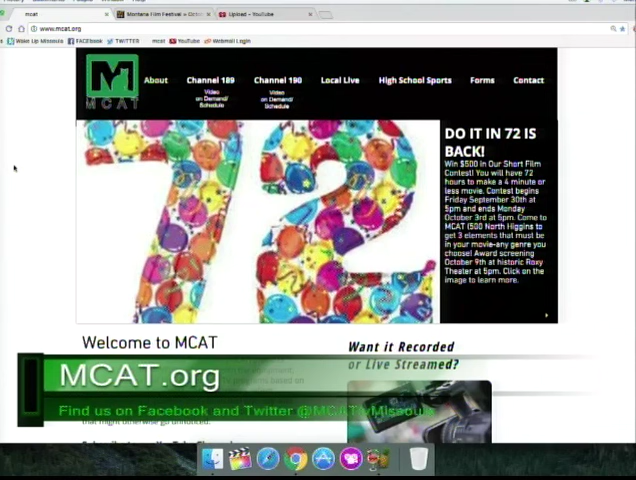 mcat
Montana Film Festival
Upload - YouTube
www.mcat.org
Wake Up Missoula
FACEbook
TWITTER
mcat
YouTube
Webmail Login
MCAT
About
Channel 189
Channel 190
Local Live
High School Sports
Forms
Contact
Video
on Demand/
Schedule
Video
on Demand/
Schedule
72
DO IT IN 72 IS
BACK!
Win $500 in Our Short Film
Contest! You will have 72
hours to make a 4 minute or
less movie. Contest begins
Friday September 30th at
5pm and ends Monday
October 3rd at 5pm. Come to
MCAT (500 North Higgins to
get 3 elements that must be
in your movie-any genre you
choose! Award screening
October 9th at historic Roxy
Theater at 5pm. Click on the
image to learn more.
Welcome to MCAT
Want it Recorded
or Live Streamed?
MCAT.org
Find us on Facebook and Twitter @MCATvMissoula
that might otherwise go unnoticed.